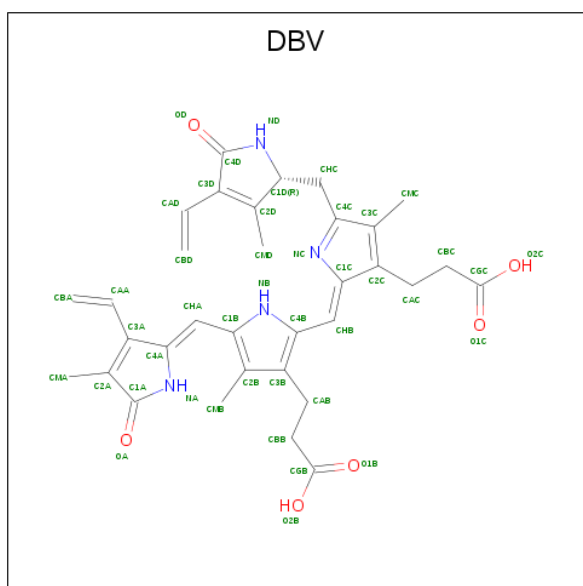 DBV
OD
O
H
N
ND
C4D
CHC
C3D
C1D(R)
CMC
CAD
C2D
C4C
C3C
CBD
CMD
N
NC
C1C
C2C
CBC
O2C
OH
CGC
CAC
O
O1C
NB
H
N
CBA
CAA
CHA
C1B
C4B
CHB
C3A
C4A
CMA
C2A
C1A
NH
NA
C2B
C3B
CMB
CAB
O
OA
CBB
CGB
O
O1B
HO
O2B